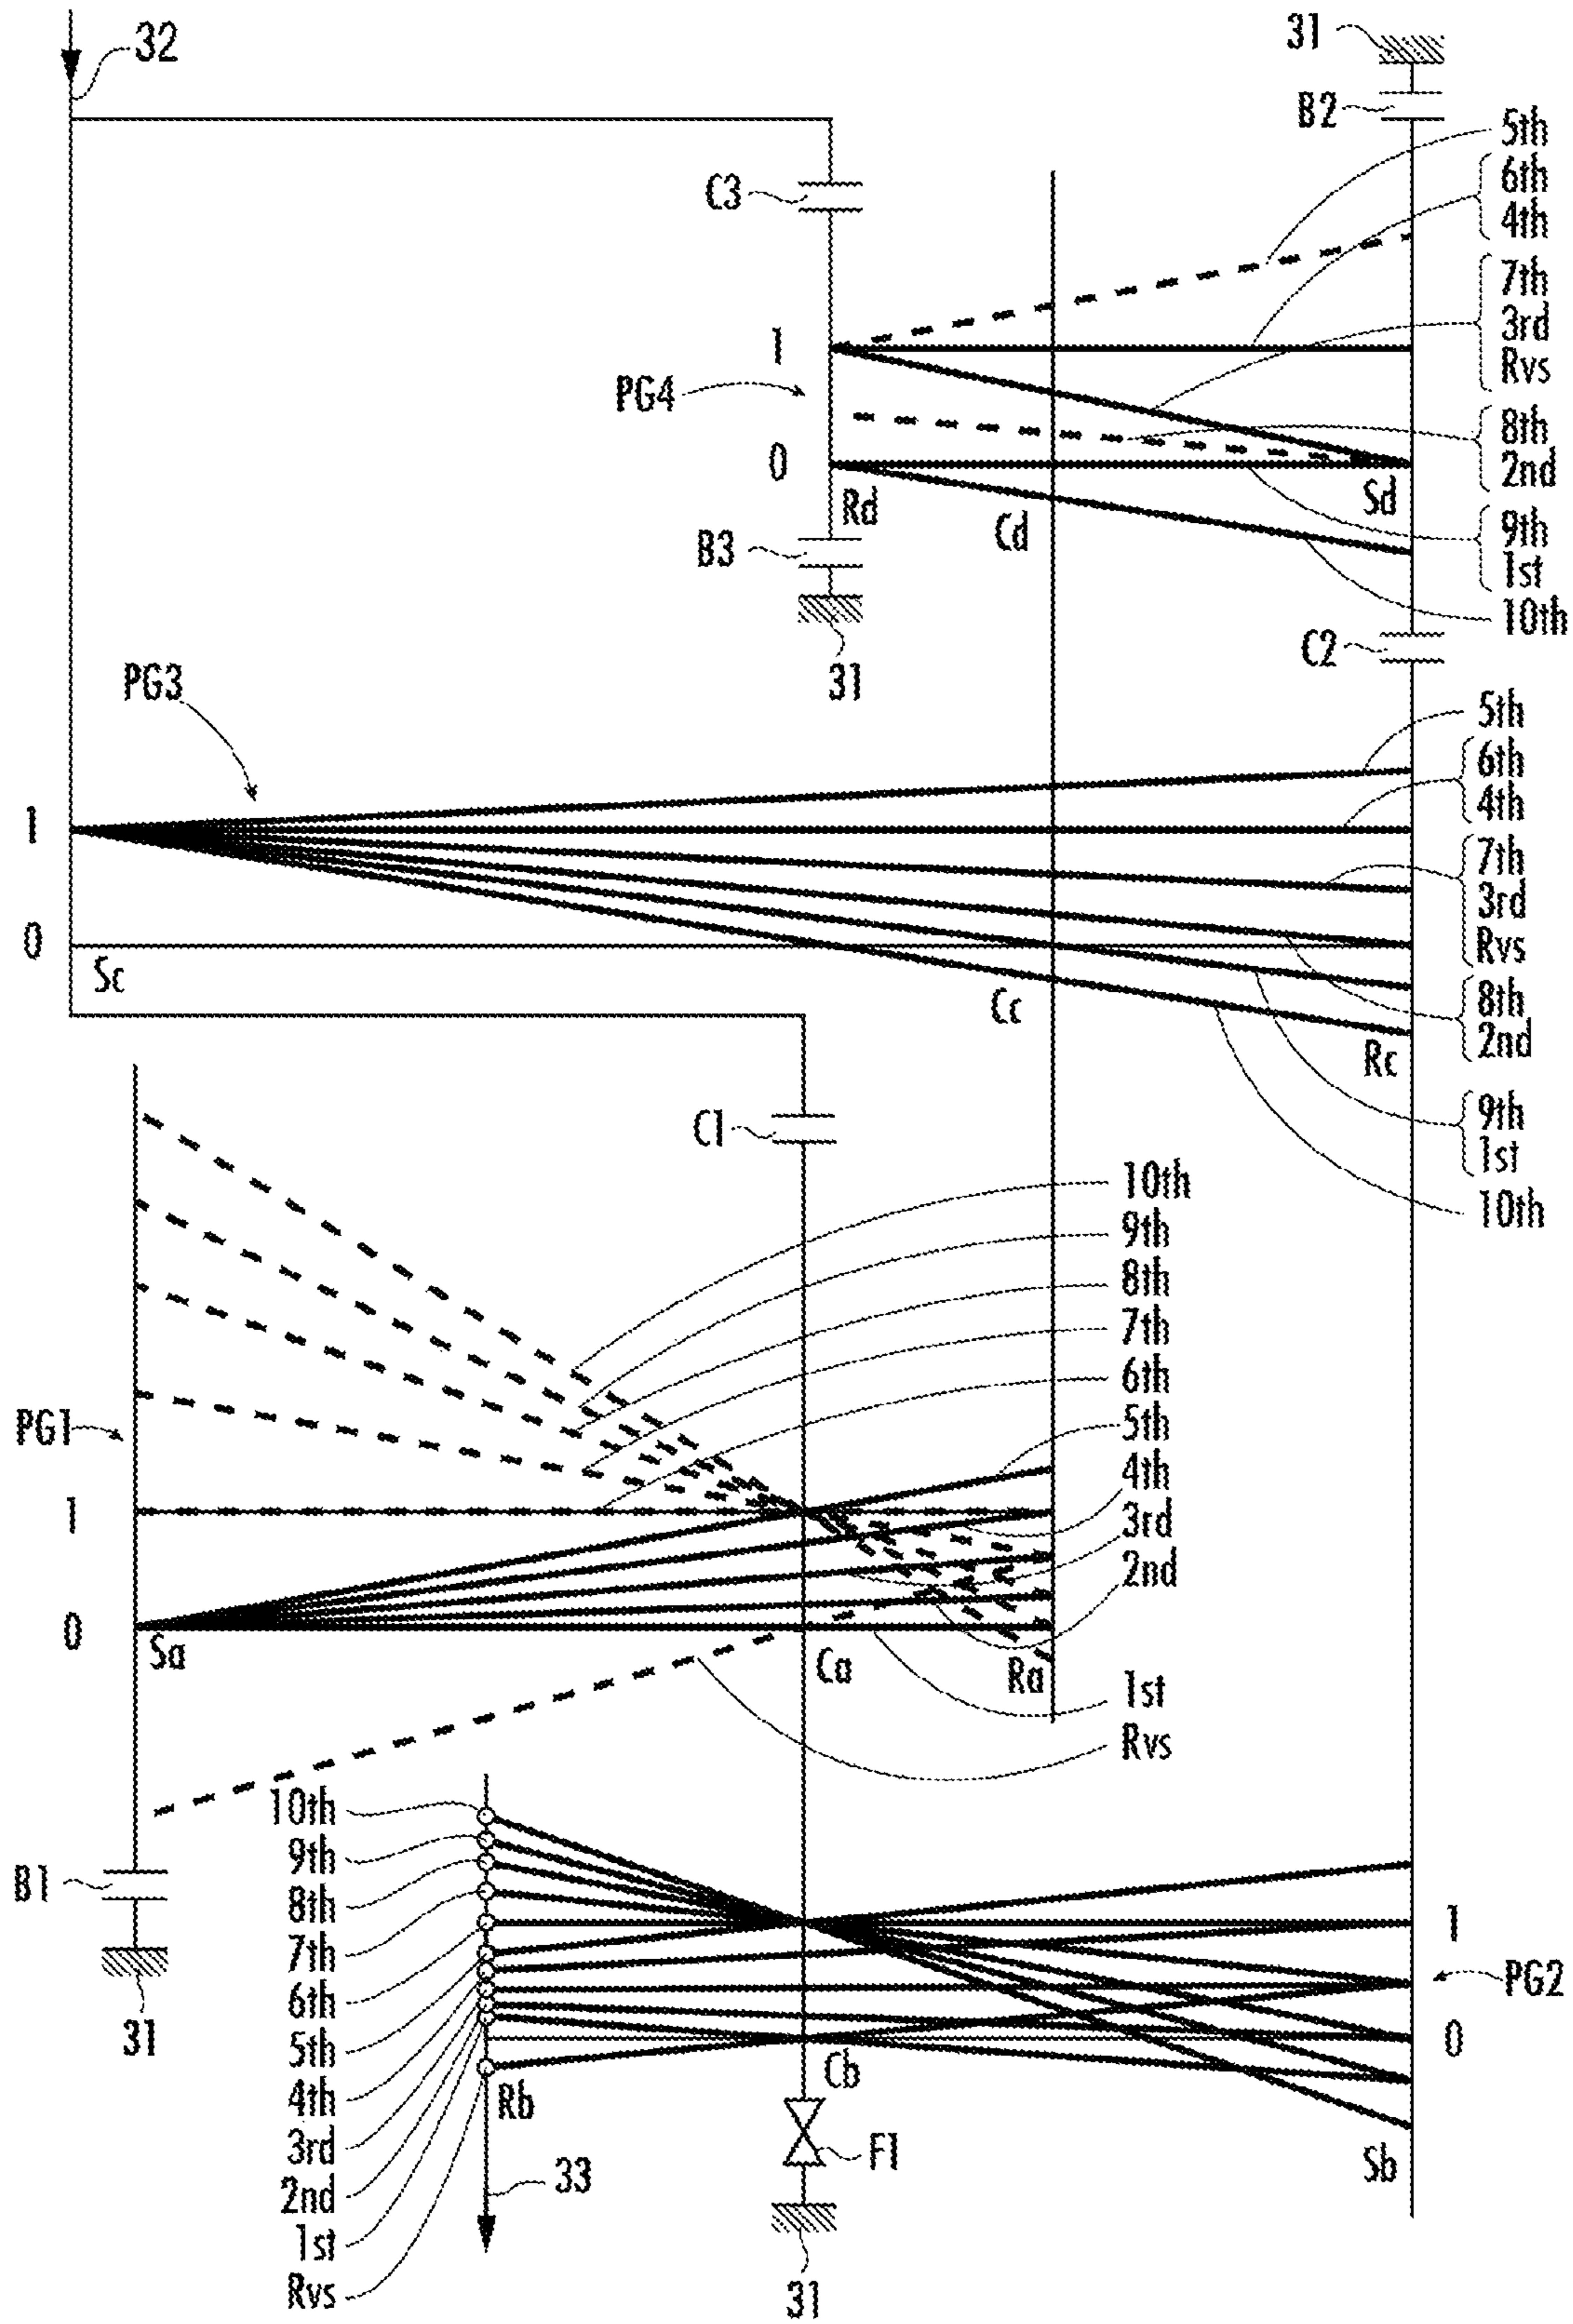 32
31
B2
5th
6th
4th
C3
7th
3rd
Rvs
1
PG4
8th
2nd
0
Rd
Cd
Sd
9th
1st
10th
B3
31
C2
PG3
5th
6th
4th
1
7th
3rd
Rvs
0
Sc
Cc
Rc
8th
2nd
9th
1st
10th
C1
10th
9th
8th
7th
6th
5th
4th
3rd
2nd
PG1
1
0
Sa
Ca
Ra
1st
Rvs
10th
9th
8th
7th
6th
5th
4th
3rd
2nd
1st
Rvs
B1
31
1
PG2
0
Cb
Rb
F1
33
Sb
31